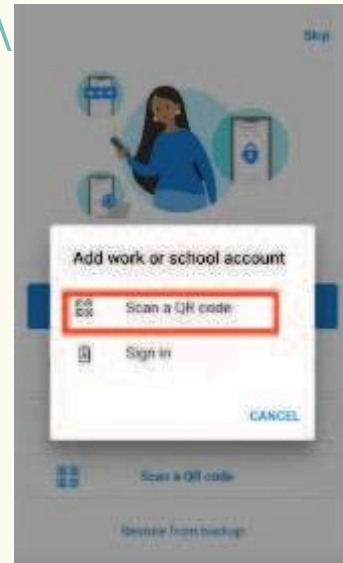 Skip
Add work or school account
Scan a QR code
Sign in
CANCEL
Scan a QR code
Restore from backup